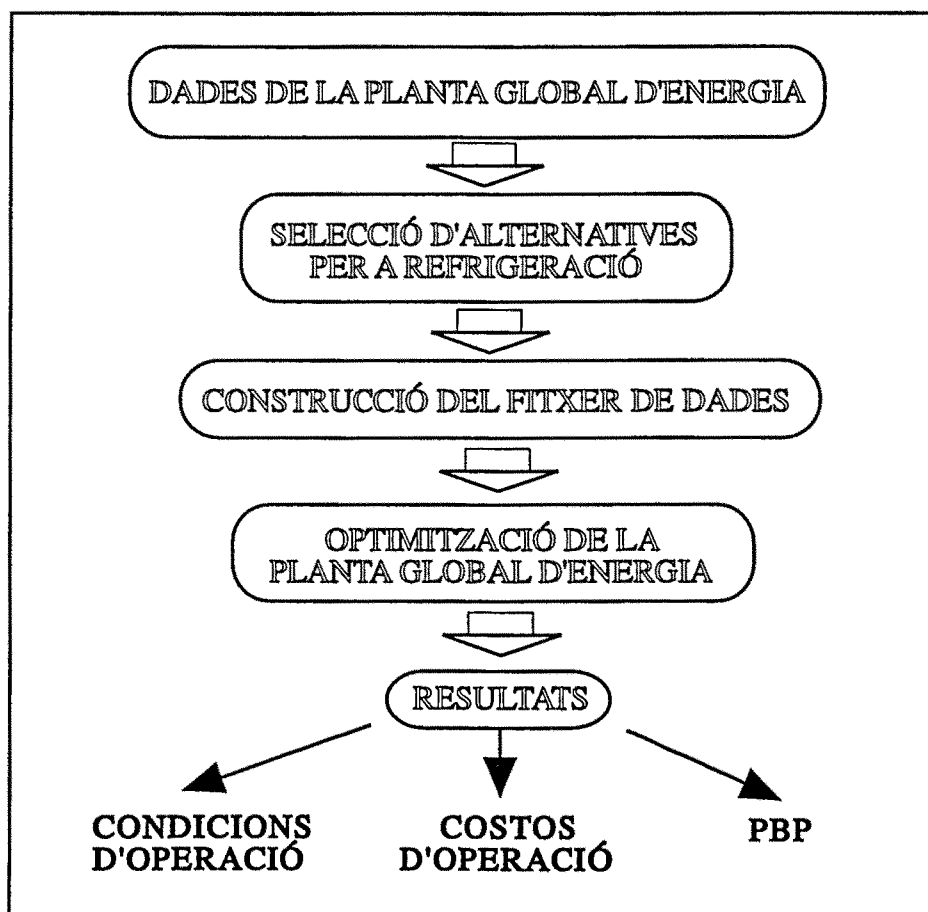 DADES DE LA PLANTA GLOBAL D'ENERGIA
SELECCIÓ D'ALTERNATIVES
PER A REFRIGERACIÓ
CONSTRUCCIÓ DEL FITXER DE DADES
OPTIMITZACIÓ DE LA
PLANTA GLOBAL D'ENERGIA
RESULTATS
CONDICIONS
D'OPERACIÓ
COSTOS
D'OPERACIÓ
PBP